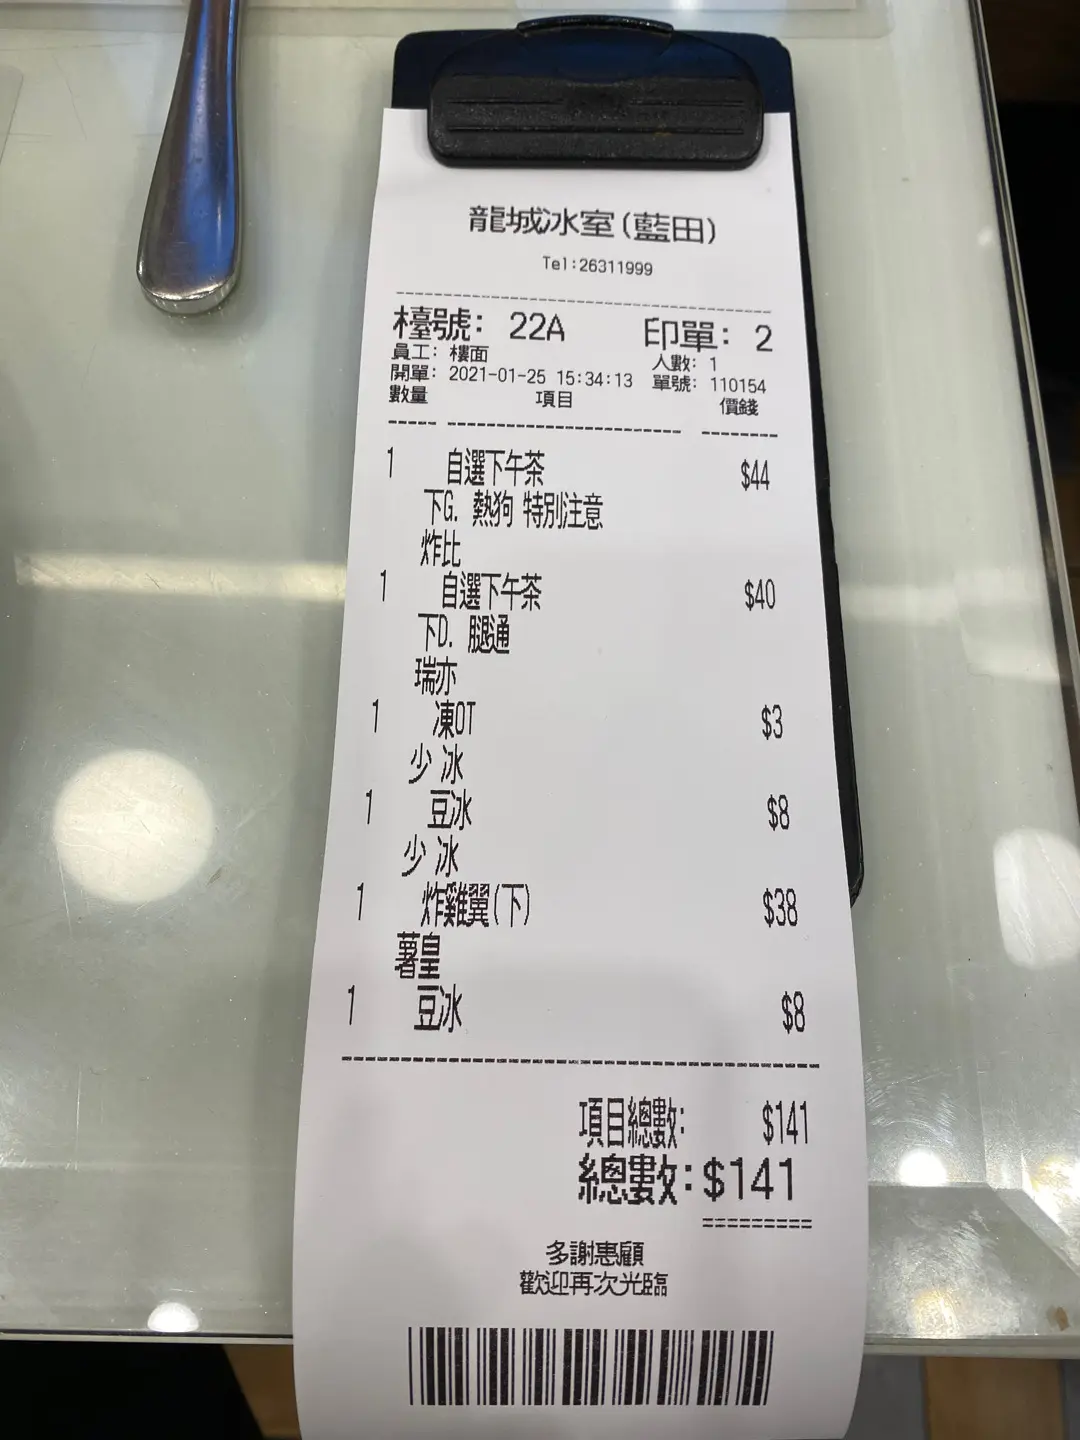 龍城冰室(藍田)
Tel:26311999
檯號: 22A 印單: 2
員工: 樓面 人數: 1
開單: 2021-01-25 15:34:13 單號: 110154
數量 項目 價錢
1 自選下午茶 $44
下G. 熱狗 特別注意
炸比
1 自選下午茶 $40
下D. 腿通
瑞亦
1 凍OT $3
少 冰
1 豆冰 $8
少 冰
1 炸雞翼(下) $38
薯皇
1 豆冰 $8
項目總數: $141
總數: $141
多謝惠顧
歡迎再次光臨